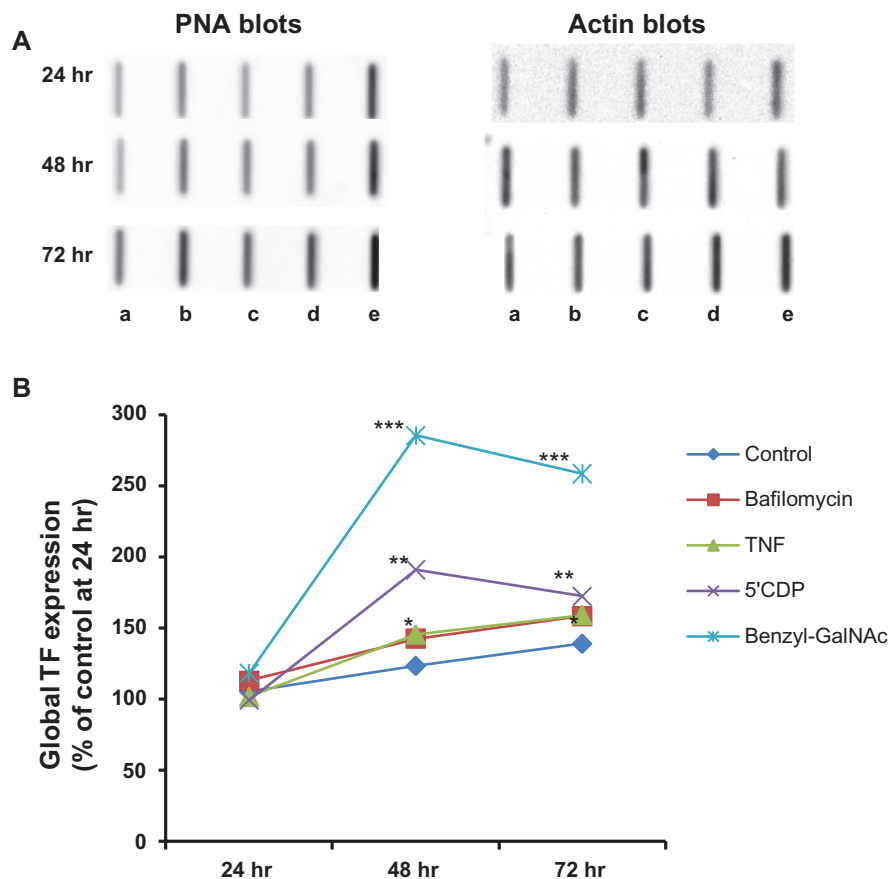 A
PNA blots
Actin blots
24 hr
48 hr
72 hr
a b c d e
a b c d e
B
Global TF expression
(% of control at 24 hr)
300
250
200
150
100
50
0
***
***
**
**
*
*
24 hr 48 hr 72 hr
Control
Bafilomycin
TNF
5'CDP
Benzyl-GalNAc